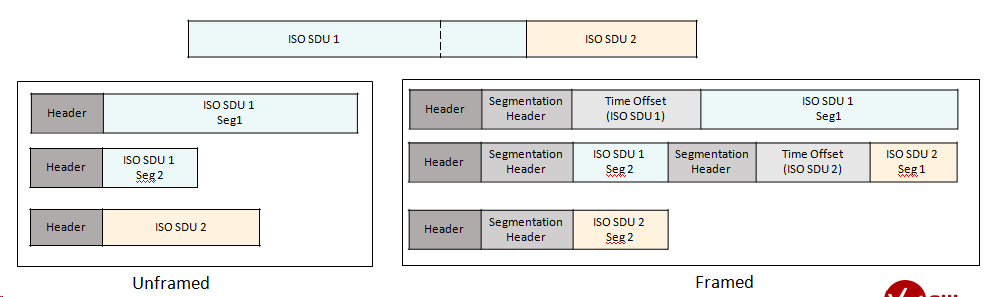 ISO SDU 1
ISO SDU 2
Header
ISO SDU 1
Seg1
Header
ISO SDU 1
Seg 2
Header
ISO SDU 2
Unframed
Header
Segmentation
Header
Time Offset
(ISO SDU 1)
ISO SDU 1
Seg1
Header
Segmentation
Header
ISO SDU 1
Seg 2
Segmentation
Header
Time Offset
(ISO SDU 2)
ISO SDU 2
Seg 1
Header
Segmentation
Header
ISO SDU 2
Seg 2
Framed